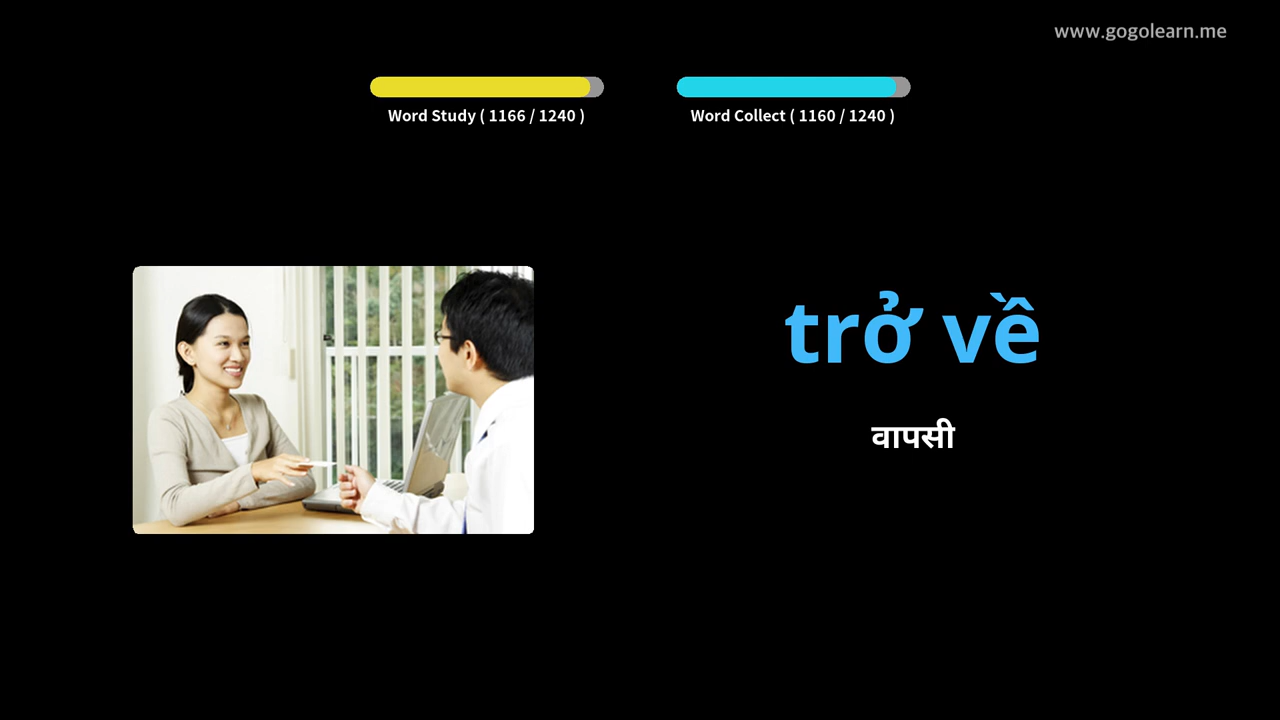 www.gogolearn.me
Word Study ( 1166 / 1240 )
Word Collect ( 1160 / 1240 )
trở về
वापसी